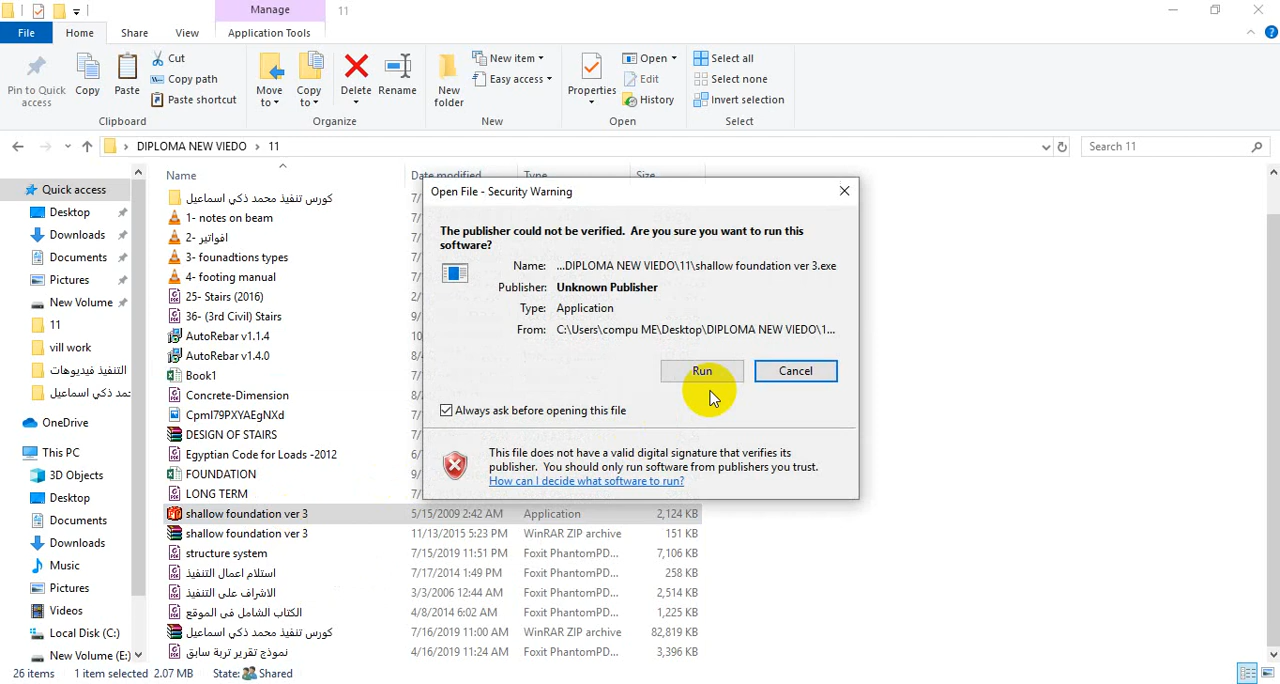 Manage
11
File
Home
Share
View
Application Tools
Pin to Quick access
Copy
Paste
Cut
Copy path
Paste shortcut
Clipboard
Move to
Copy to
Delete
Rename
Organize
New folder
New item
Easy access
New
Properties
Open
Edit
History
Open
Select all
Select none
Invert selection
Select
DIPLOMA NEW VIEDO > 11
Search 11
Quick access
Desktop
Downloads
Documents
Pictures
New Volume
11
vill work
التنفيذ فيديوهات
مد ذكي اسماعيل
OneDrive
This PC
3D Objects
Desktop
Documents
Downloads
Music
Pictures
Videos
Local Disk (C:)
New Volume (E:)
Name
Date modified
Type
Size
كورس تنفيذ محمد ذكي اسماعيل
1- notes on beam
2- افواتير
3- founadtions types
4- footing manual
25- Stairs (2016)
36- (3rd Civil) Stairs
AutoRebar v1.1.4
AutoRebar v1.4.0
Book1
Concrete-Dimension
CpmI79PXYAEgNXd
DESIGN OF STAIRS
Egyptian Code for Loads -2012
FOUNDATION
LONG TERM
shallow foundation ver 3 5/15/2009 2:42 AM Application 2,124 KB
shallow foundation ver 3 11/13/2015 5:23 PM WinRAR ZIP archive 151 KB
structure system 7/15/2019 11:51 PM Foxit PhantomPD... 7,106 KB
استلام اعمال التنفيذ 7/17/2014 1:49 PM Foxit PhantomPD... 258 KB
الاشراف على التنفيذ 3/3/2006 12:44 AM Foxit PhantomPD... 2,514 KB
الكتاب الشامل فى الموقع 4/8/2014 6:02 AM Foxit PhantomPD... 1,225 KB
كورس تنفيذ محمد ذكي اسماعيل 7/16/2019 11:00 AM WinRAR ZIP archive 82,819 KB
نموذج تقرير تربة سابق 4/16/2019 11:24 AM Foxit PhantomPD... 3,396 KB
Open File - Security Warning
The publisher could not be verified. Are you sure you want to run this
software?
Name: ...DIPLOMA NEW VIEDO\11\shallow foundation ver 3.exe
Publisher: Unknown Publisher
Type: Application
From: C:\Users\compu ME\Desktop\DIPLOMA NEW VIEDO\1...
Run
Cancel
Always ask before opening this file
This file does not have a valid digital signature that verifies its
publisher. You should only run software from publishers you trust.
How can I decide what software to run?
26 items
1 item selected 2.07 MB
State: Shared